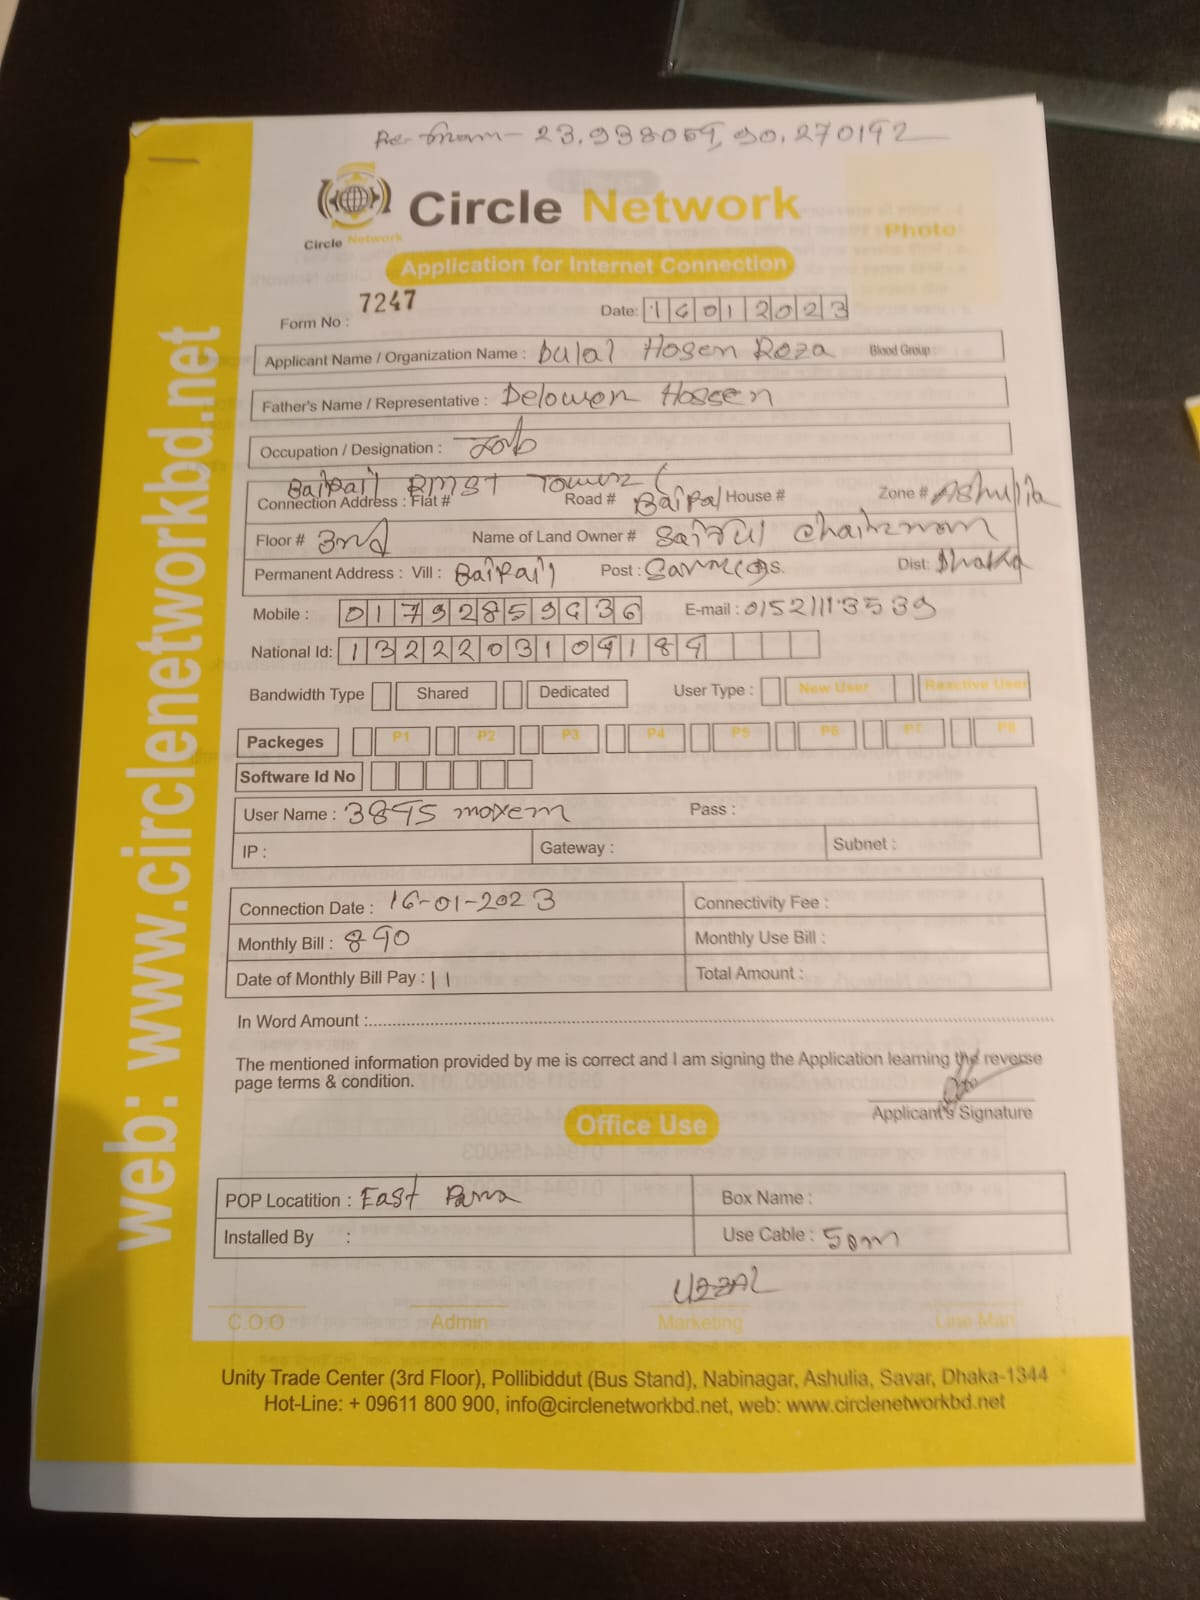 23.938059, 90.270192
Circle Network
Circle Network
Photo
Application for Internet Connection
Form No : 7247
Date: 16012023
Applicant Name / Organization Name : Dulal Hosen Roza Blood Group :
Father's Name / Representative : Delowen Hossen
Occupation / Designation : Job
Baipail RMST Tower
Connection Address : Flat # Road # Baipal House # Zone # Ashulia
Floor # 3rd Name of Land Owner # Saiful
Permanent Address : Vill : Baipail Post : Dist: Dhaka
Mobile : 01792859636 E-mail : 01521113539
National Id: 1322203109189
Bandwidth Type Shared Dedicated User Type : New User Reactive User
Packeges P1 P2 P3 P4 P5 P6 P7 P8
Software Id No
User Name : 3895 moxem Pass :
IP : Gateway : Subnet :
Connection Date : 16-01-2023 Connectivity Fee :
Monthly Bill : 890 Monthly Use Bill :
Date of Monthly Bill Pay : 11 Total Amount :
In Word Amount :
The mentioned information provided by me is correct and I am signing the Application learning the reverse
page terms & condition.
Applicant's Signature
Office Use
POP Locatition : East Para Box Name :
Installed By : Use Cable : 50m
UzzAL
C.O.O Admin Marketing Line Man
Unity Trade Center (3rd Floor), Pollibiddut (Bus Stand), Nabinagar, Ashulia, Savar, Dhaka-1344
Hot-Line: + 09611 800 900, info@circlenetworkbd.net, web: www.circlenetworkbd.net
web: www.circlenetworkbd.net